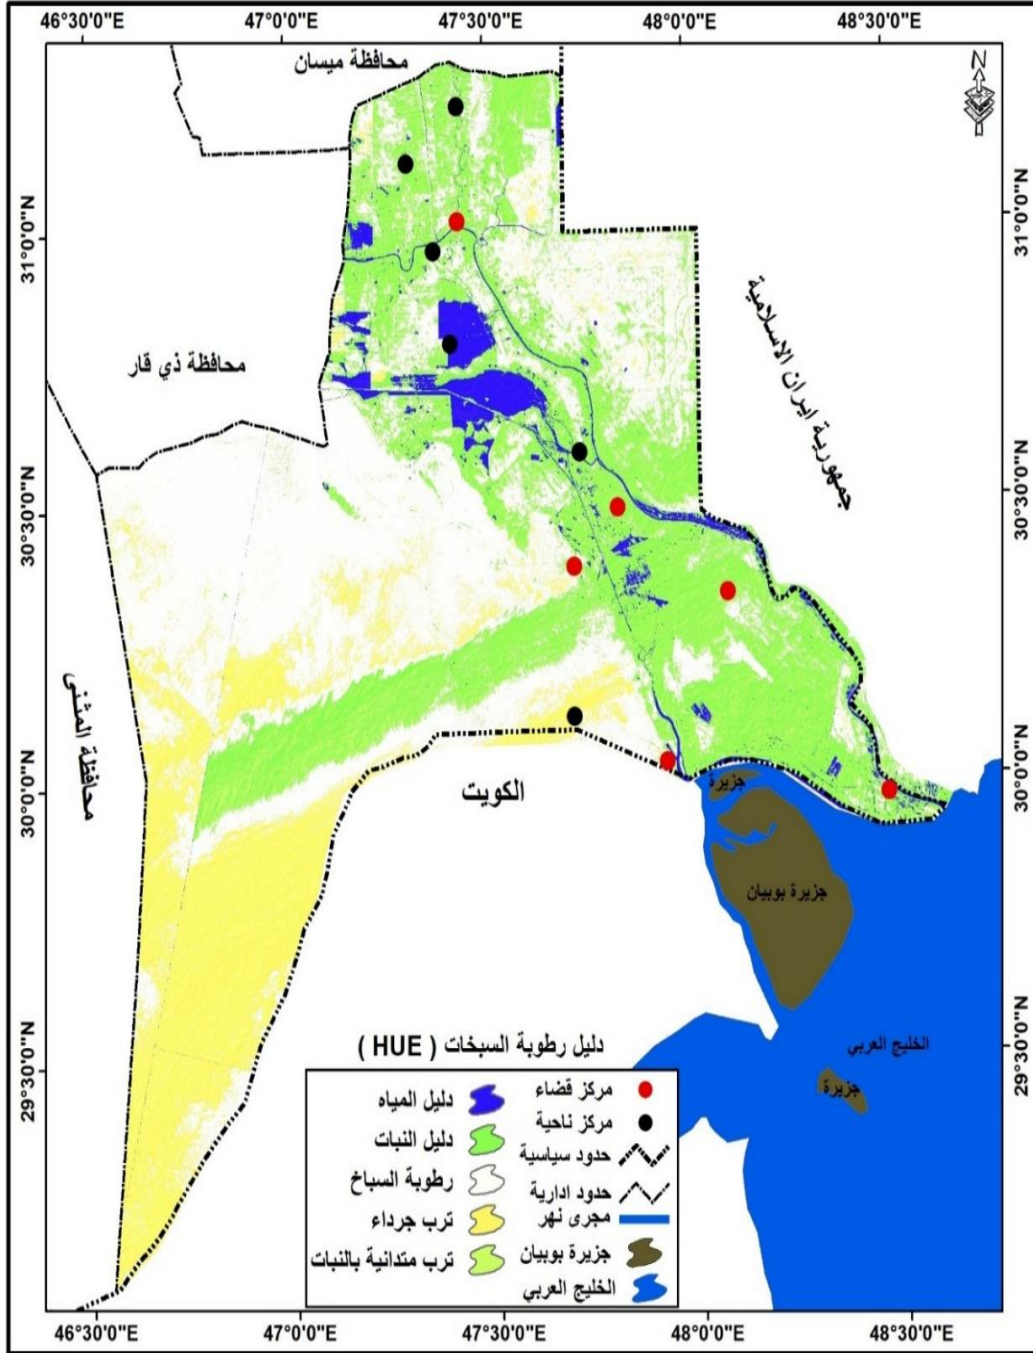 46°30'0"E 47°0'0"E 47°30'0"E 48°0'0"E 48°30'0"E
N
محافظة ميسان
31°0'0"N
31°0'0"N
جمهورية ايران الاسلامية
محافظة ذي قار
30°30'0"N
30°30'0"N
محافظة المثنى
30°0'0"N
30°0'0"N
الكويت
جزيرة
جزيرة بوبيان
الخليج العربي
جزيرة
29°30'0"N
29°30'0"N
دليل رطوبة السبخات ( HUE )
مركز قضاء
مركز ناحية
حدود سياسية
حدود ادارية
مجرى نهر
جزيرة بوبيان
الخليج العربي
دليل المياه
دليل النبات
رطوبة السباخ
ترب جرداء
ترب متدانية بالنبات
46°30'0"E 47°0'0"E 47°30'0"E 48°0'0"E 48°30'0"E